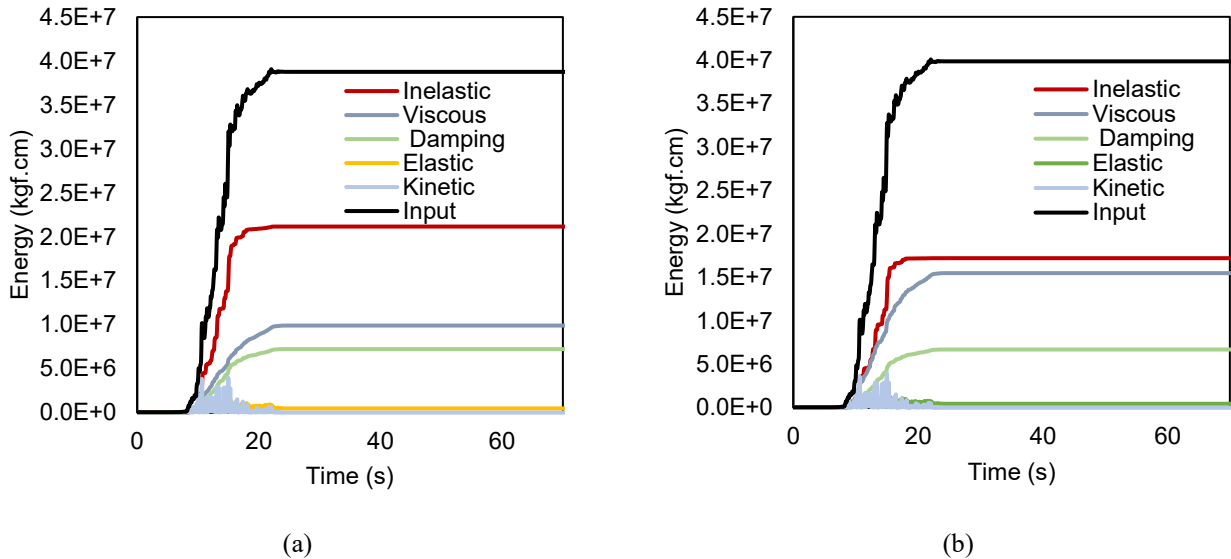 4.5E+7
4.0E+7
3.5E+7
3.0E+7
2.5E+7
2.0E+7
1.5E+7
1.0E+7
5.0E+6
0.0E+0
Energy (kgf.cm)
Inelastic
Viscous
Damping
Elastic
Kinetic
Input
0 20 40 60
Time (s)
(a)
4.5E+7
4.0E+7
3.5E+7
3.0E+7
2.5E+7
2.0E+7
1.5E+7
1.0E+7
5.0E+6
0.0E+0
Energy (kgf.cm)
Inelastic
Viscous
Damping
Elastic
Kinetic
Input
0 20 40 60
Time (s)
(b)